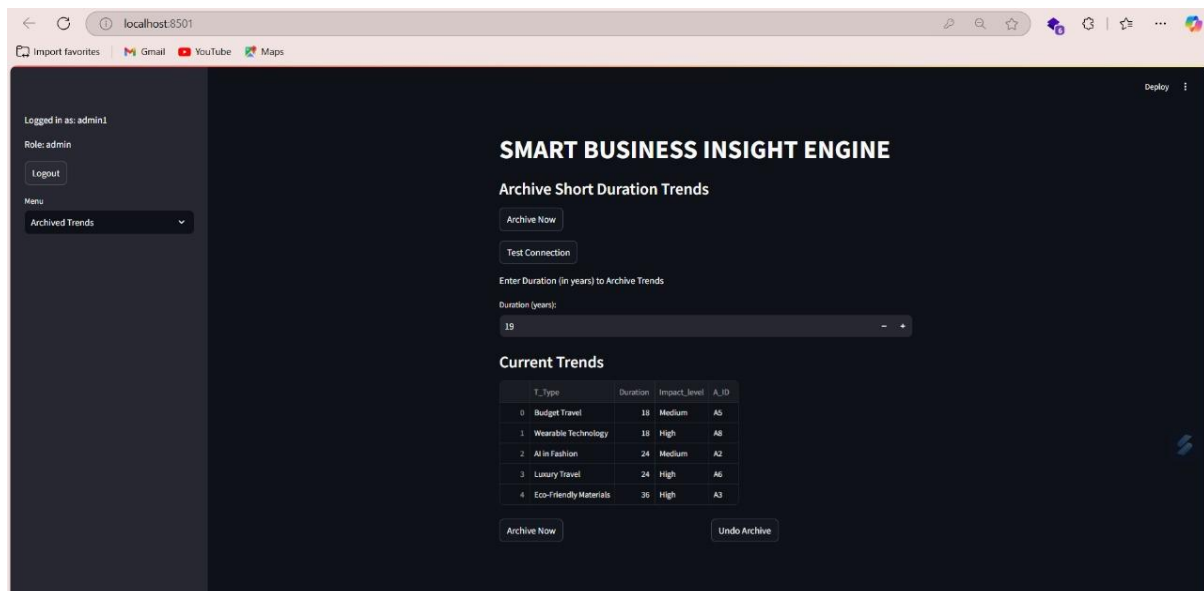 localhost:8501
Import favorites Gmail YouTube Maps
6
Deploy
Logged in as: admin1
Role: admin
Logout
Menu
Archived Trends
SMART BUSINESS INSIGHT ENGINE
Archive Short Duration Trends
Archive Now
Test Connection
Enter Duration (in years) to Archive Trends
Duration (years):
19 - +
Current Trends
T_Type Duration Impact_level A_ID
0 Budget Travel 18 Medium A5
1 Wearable Technology 18 High A8
2 AI in Fashion 24 Medium A2
3 Luxury Travel 24 High A6
4 Eco-Friendly Materials 36 High A3
Archive Now Undo Archive